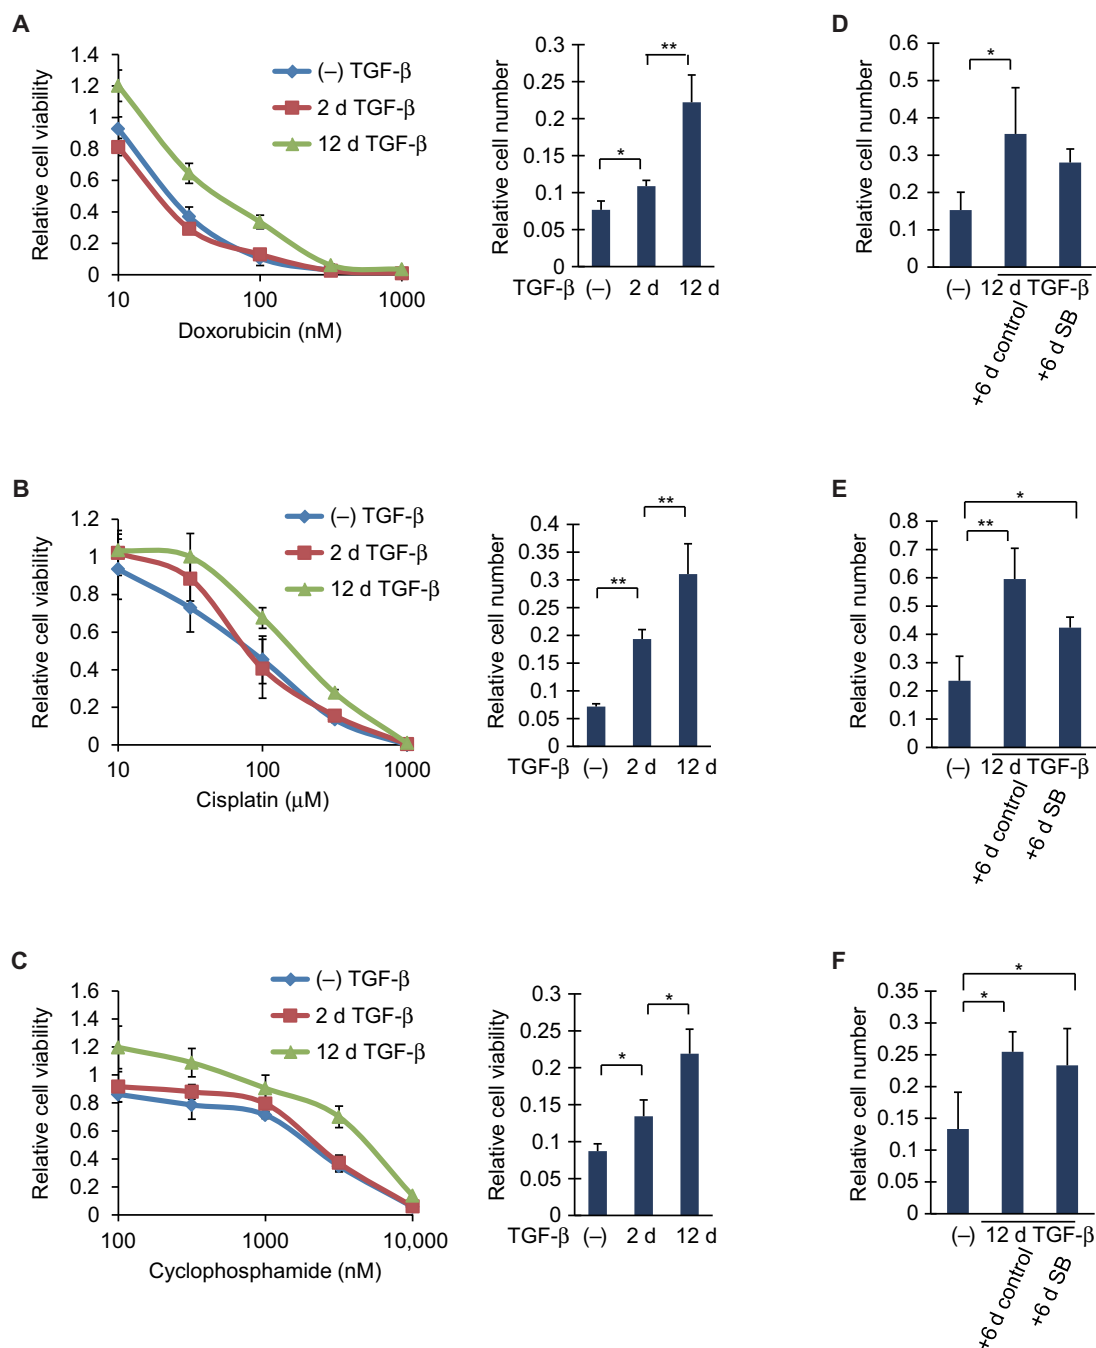 A
Relative cell viability
1.4
1.2
1
0.8
0.6
0.4
0.2
0
10
100
1000
Doxorubicin (nM)
(–) TGF-β
2 d TGF-β
12 d TGF-β
Relative cell number
0.3
0.25
0.2
0.15
0.1
0.05
0
*
**
TGF-β (–) 2 d 12 d
D
Relative cell number
0.6
0.5
0.4
0.3
0.2
0.1
0
*
(–) 12 d TGF-β
+6 d control
+6 d SB
B
Relative cell viability
1.2
1
0.8
0.6
0.4
0.2
0
10
100
1000
Cisplatin (μM)
(–) TGF-β
2 d TGF-β
12 d TGF-β
Relative cell number
0.4
0.35
0.3
0.25
0.2
0.15
0.1
0.05
0
**
**
TGF-β (–) 2 d 12 d
E
Relative cell number
0.8
0.7
0.6
0.5
0.4
0.3
0.2
0.1
0
*
**
(–) 12 d TGF-β
+6 d control
+6 d SB
C
Relative cell viability
1.6
1.4
1.2
1
0.8
0.6
0.4
0.2
0
100
1000
10,000
Cyclophosphamide (nM)
(–) TGF-β
2 d TGF-β
12 d TGF-β
Relative cell viability
0.3
0.25
0.2
0.15
0.1
0.05
0
*
*
TGF-β (–) 2 d 12 d
F
Relative cell number
0.35
0.3
0.25
0.2
0.15
0.1
0.05
0
*
*
(–) 12 d TGF-β
+6 d control
+6 d SB